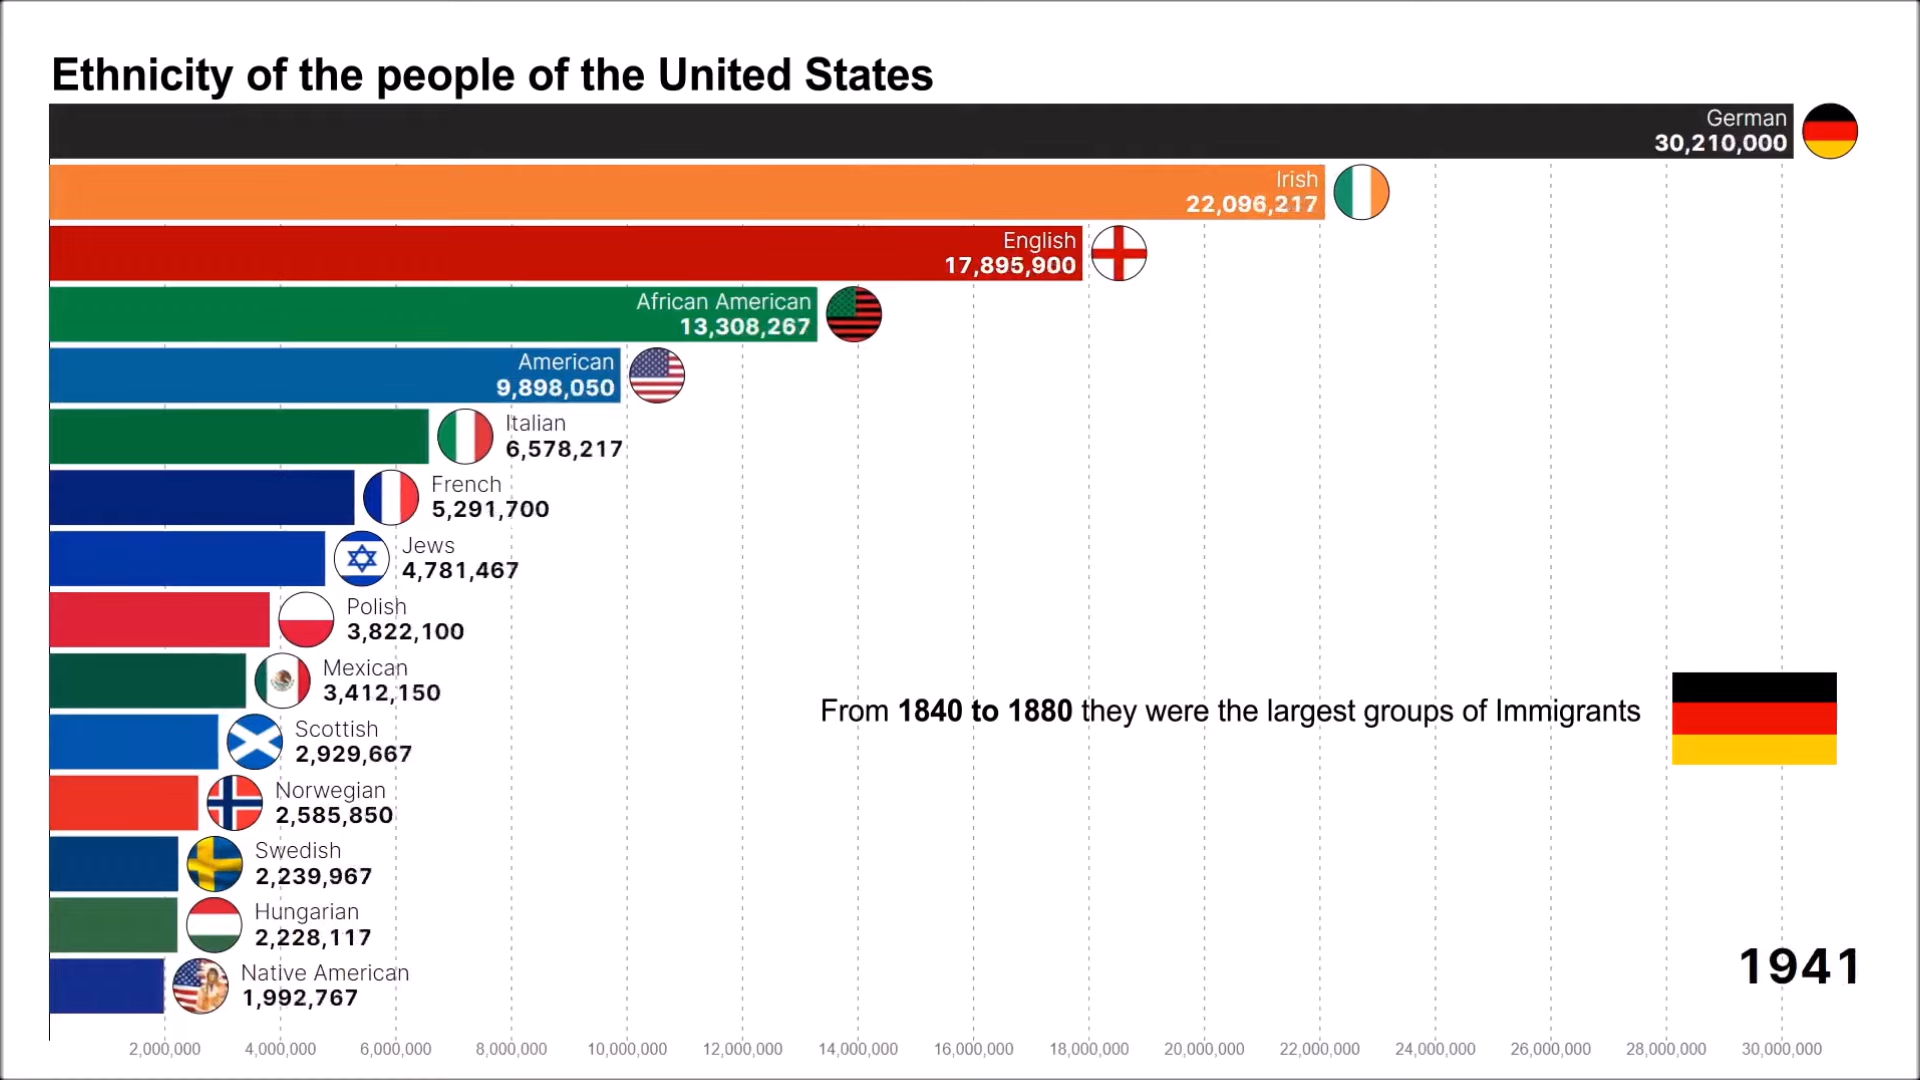 Ethnicity of the people of the United States
German
30,210,000
Irish
22,096,217
English
17,895,900
African American
13,308,267
American
9,898,050
Italian
6,578,217
French
5,291,700
Jews
4,781,467
Polish
3,822,100
Mexican
3,412,150
Scottish
2,929,667
Norwegian
2,585,850
Swedish
2,239,967
Hungarian
2,228,117
Native American
1,992,767
From 1840 to 1880 they were the largest groups of Immigrants
1941
2,000,000 4,000,000 6,000,000 8,000,000 10,000,000 12,000,000 14,000,000 16,000,000 18,000,000 20,000,000 22,000,000 24,000,000 26,000,000 28,000,000 30,000,000